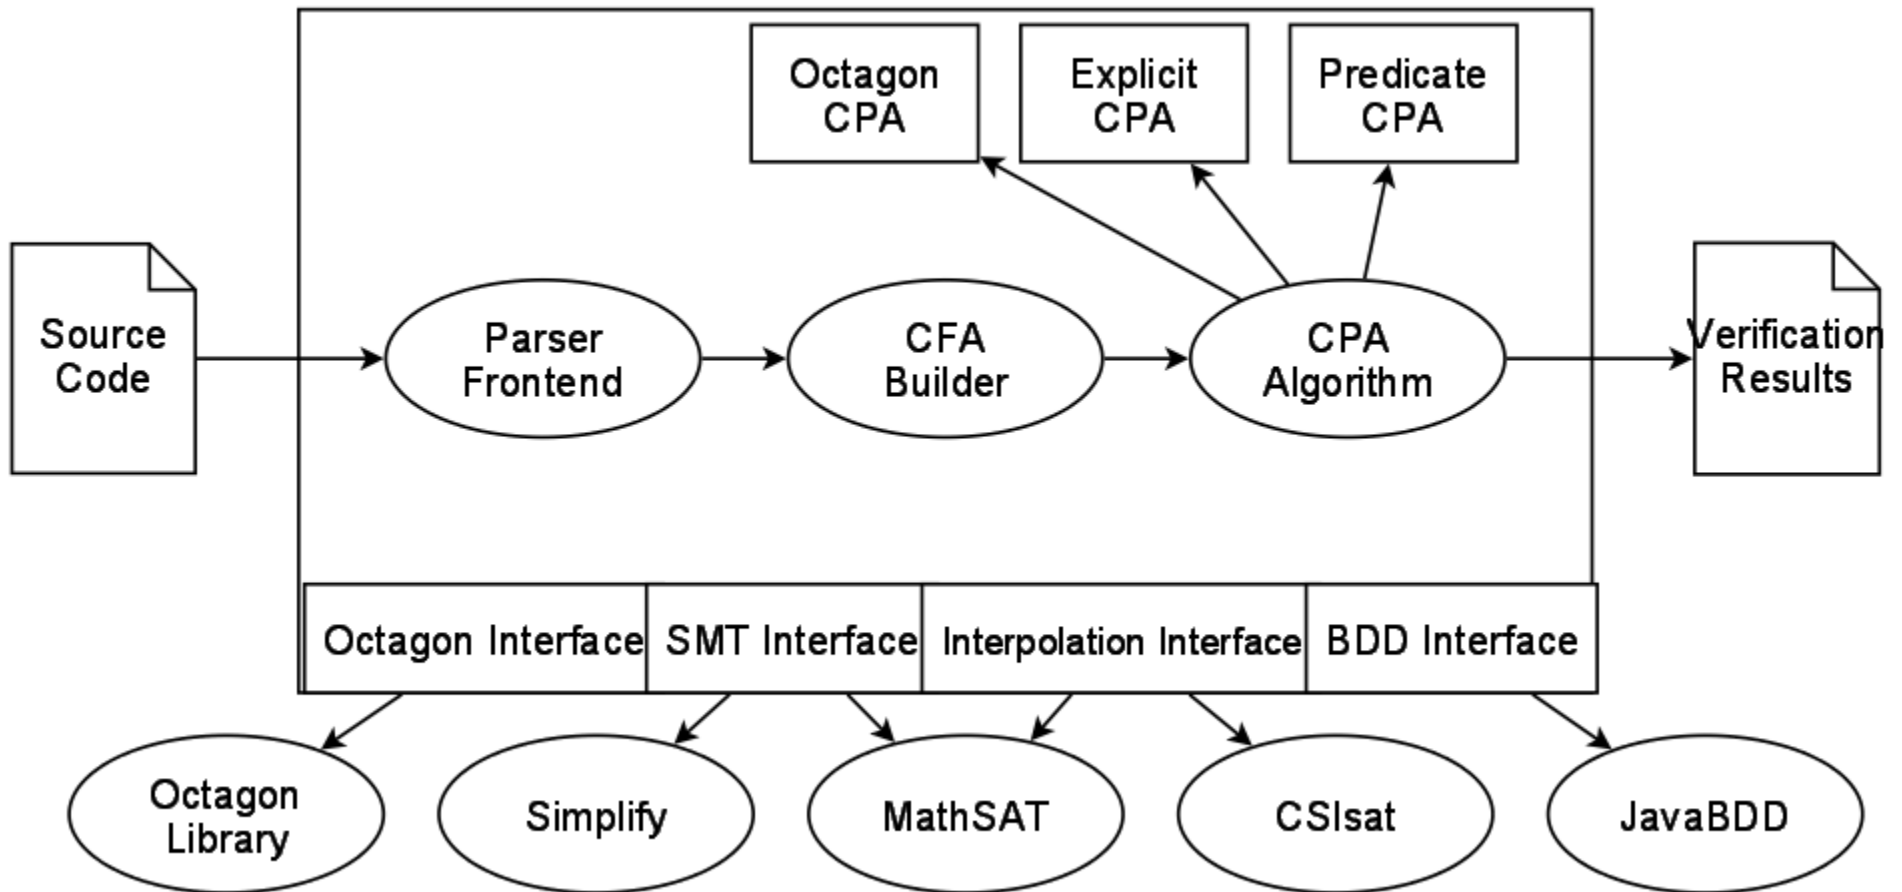 Octagon
CPA
Explicit
CPA
Predicate
CPA
Source
Code
Parser
Frontend
CFA
Builder
CPA
Algorithm
Verification
Results
Octagon Interface
SMT Interface
Interpolation Interface
BDD Interface
Octagon
Library
Simplify
MathSAT
CSIsat
JavaBDD